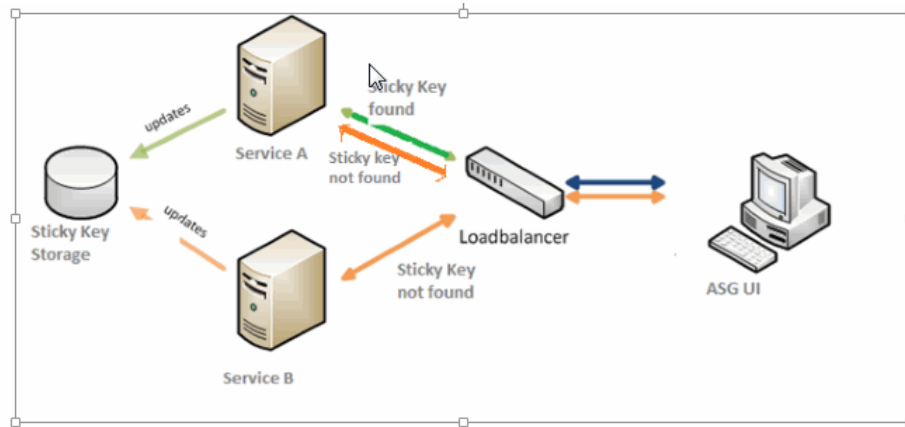 Sticky Key
found
updates
Service A
Sticky key
not found
Sticky Key
Storage
updates
Loadbalancer
Sticky Key
not found
ASG UI
Service B